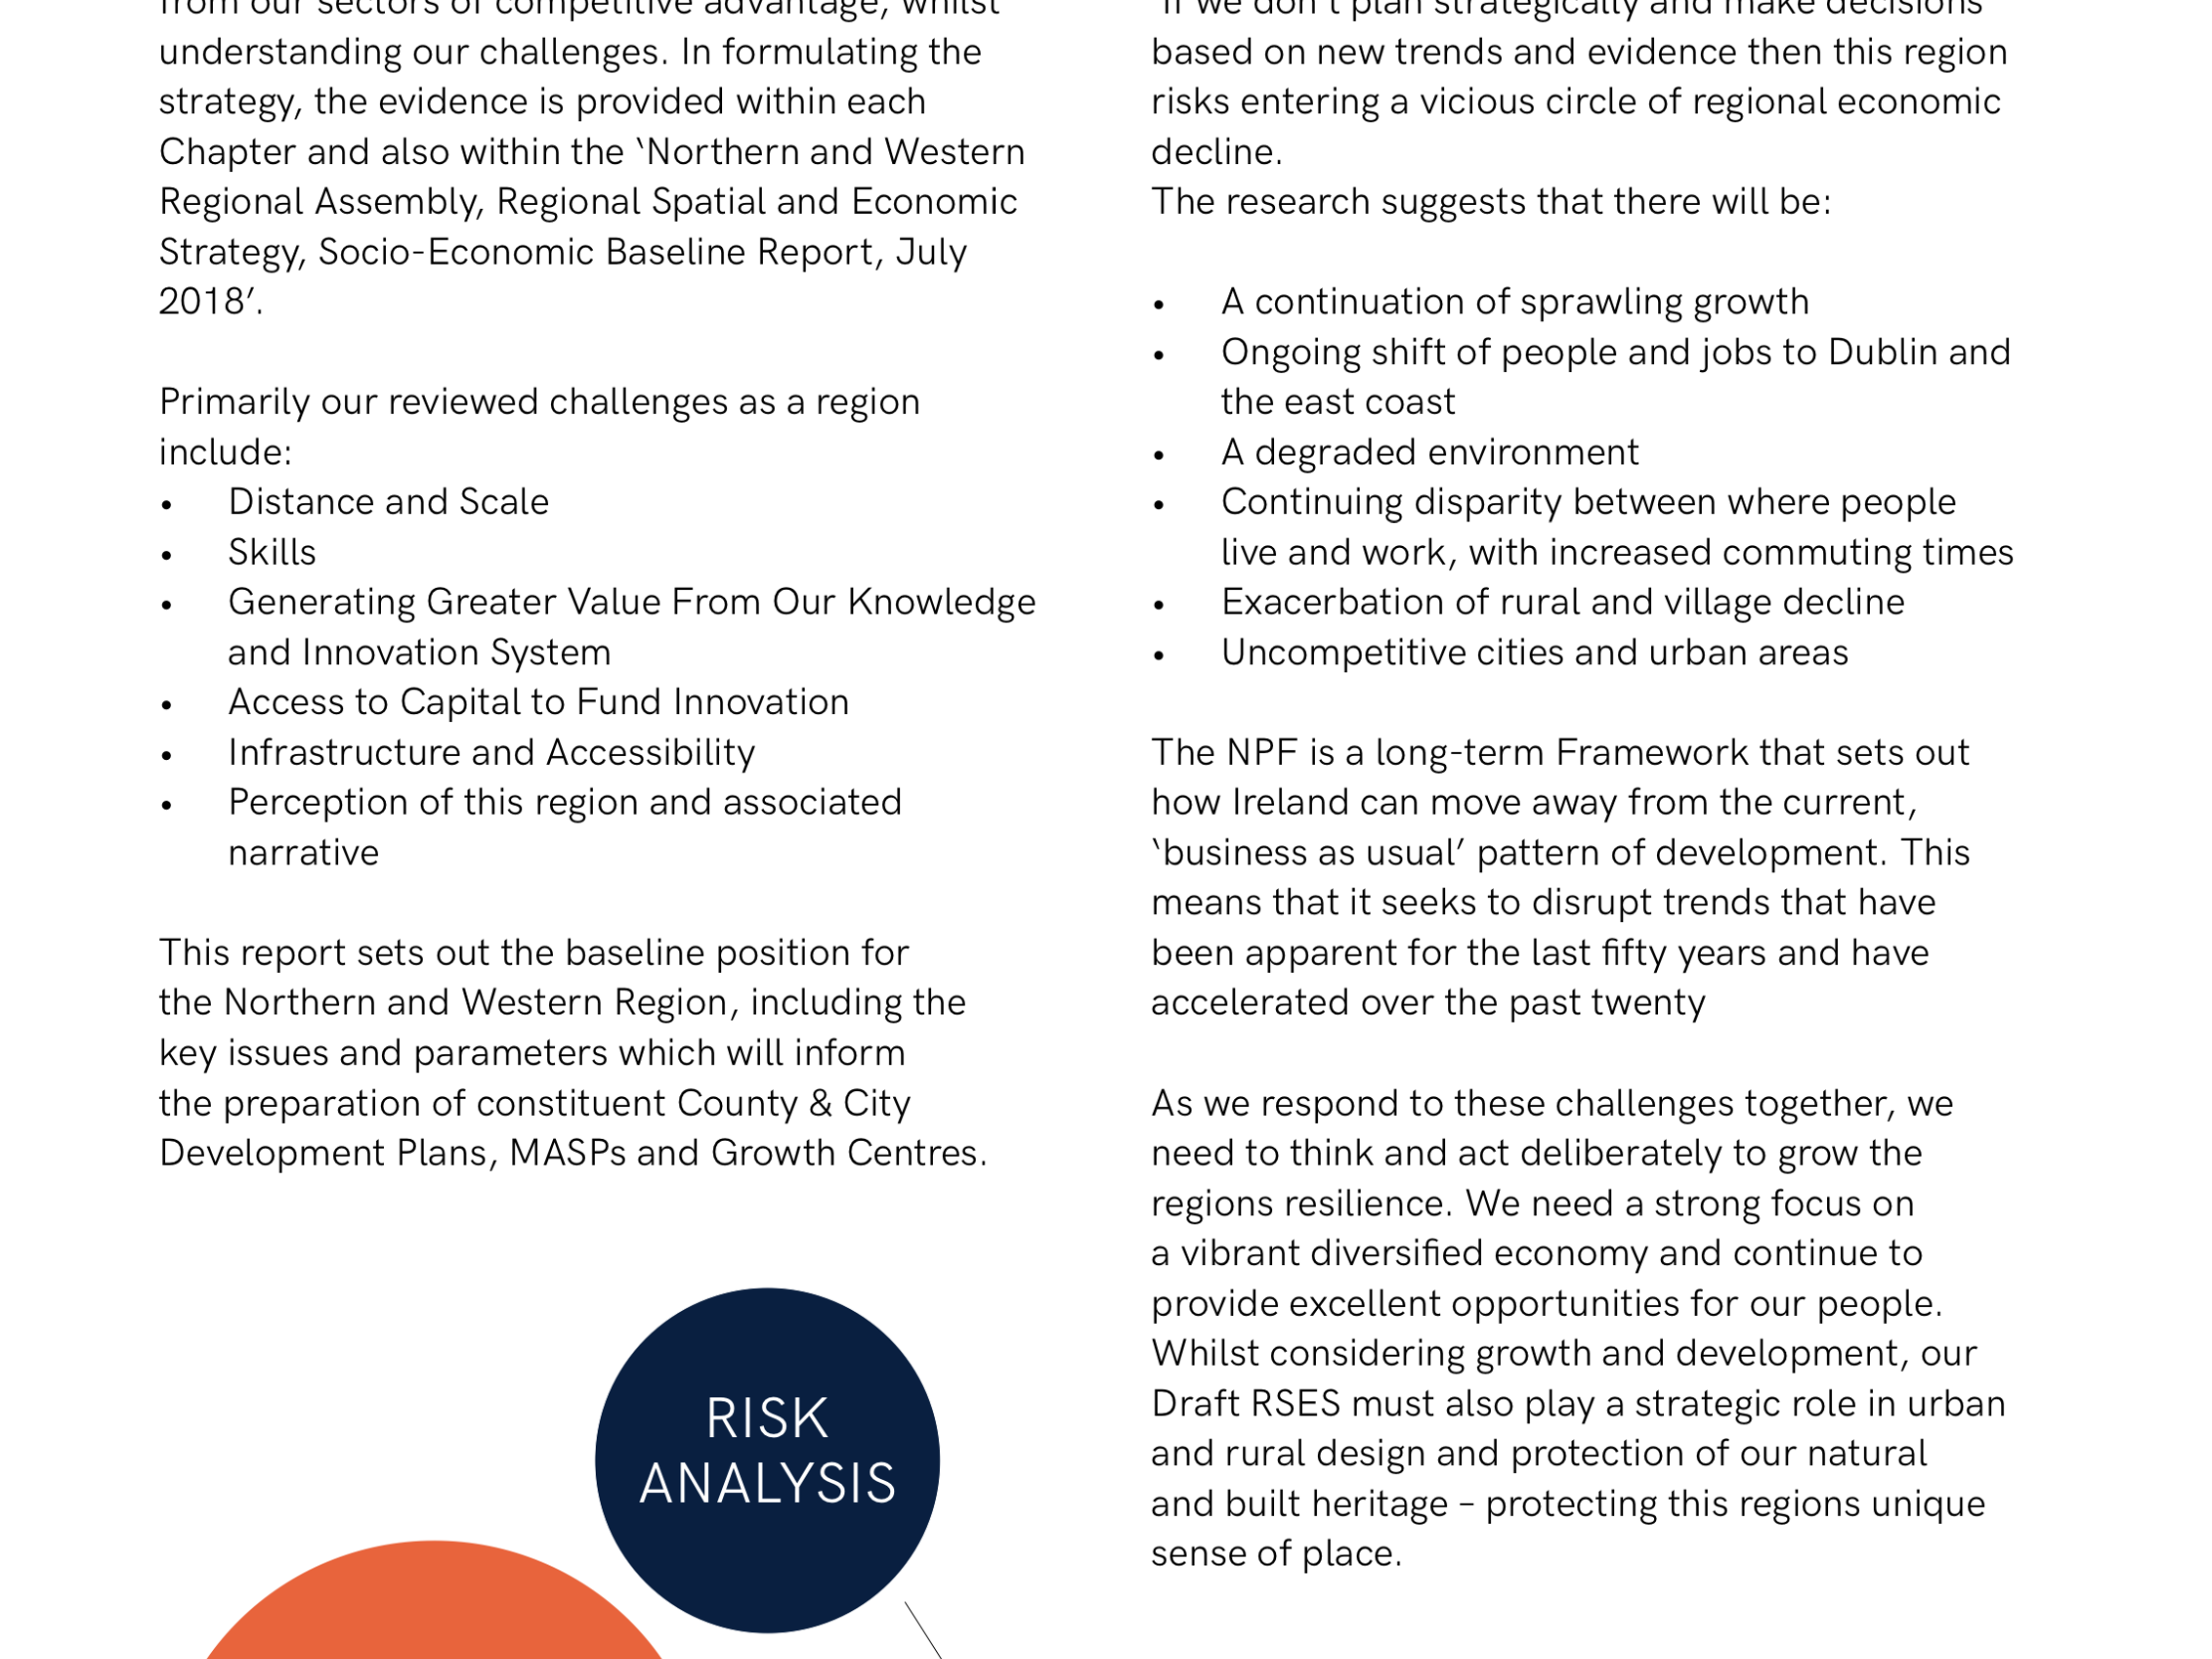 from our sectors of competitive advantage, whilst
understanding our challenges. In formulating the
strategy, the evidence is provided within each
Chapter and also within the ‵Northern and Western
Regional Assembly, Regional Spatial and Economic
Strategy, Socio-Economic Baseline Report, July
2018′.
Primarily our reviewed challenges as a region
include:
• Distance and Scale
• Skills
• Generating Greater Value From Our Knowledge
and Innovation System
• Access to Capital to Fund Innovation
• Infrastructure and Accessibility
• Perception of this region and associated
narrative
This report sets out the baseline position for
the Northern and Western Region, including the
key issues and parameters which will inform
the preparation of constituent County & City
Development Plans, MASPs and Growth Centres.
RISK
ANALYSIS
If we don't plan strategically and make decisions
based on new trends and evidence then this region
risks entering a vicious circle of regional economic
decline.
The research suggests that there will be:
• A continuation of sprawling growth
• Ongoing shift of people and jobs to Dublin and
the east coast
• A degraded environment
• Continuing disparity between where people
live and work, with increased commuting times
• Exacerbation of rural and village decline
• Uncompetitive cities and urban areas
The NPF is a long-term Framework that sets out
how Ireland can move away from the current,
‵business as usual′ pattern of development. This
means that it seeks to disrupt trends that have
been apparent for the last fifty years and have
accelerated over the past twenty
As we respond to these challenges together, we
need to think and act deliberately to grow the
regions resilience. We need a strong focus on
a vibrant diversified economy and continue to
provide excellent opportunities for our people.
Whilst considering growth and development, our
Draft RSES must also play a strategic role in urban
and rural design and protection of our natural
and built heritage – protecting this regions unique
sense of place.